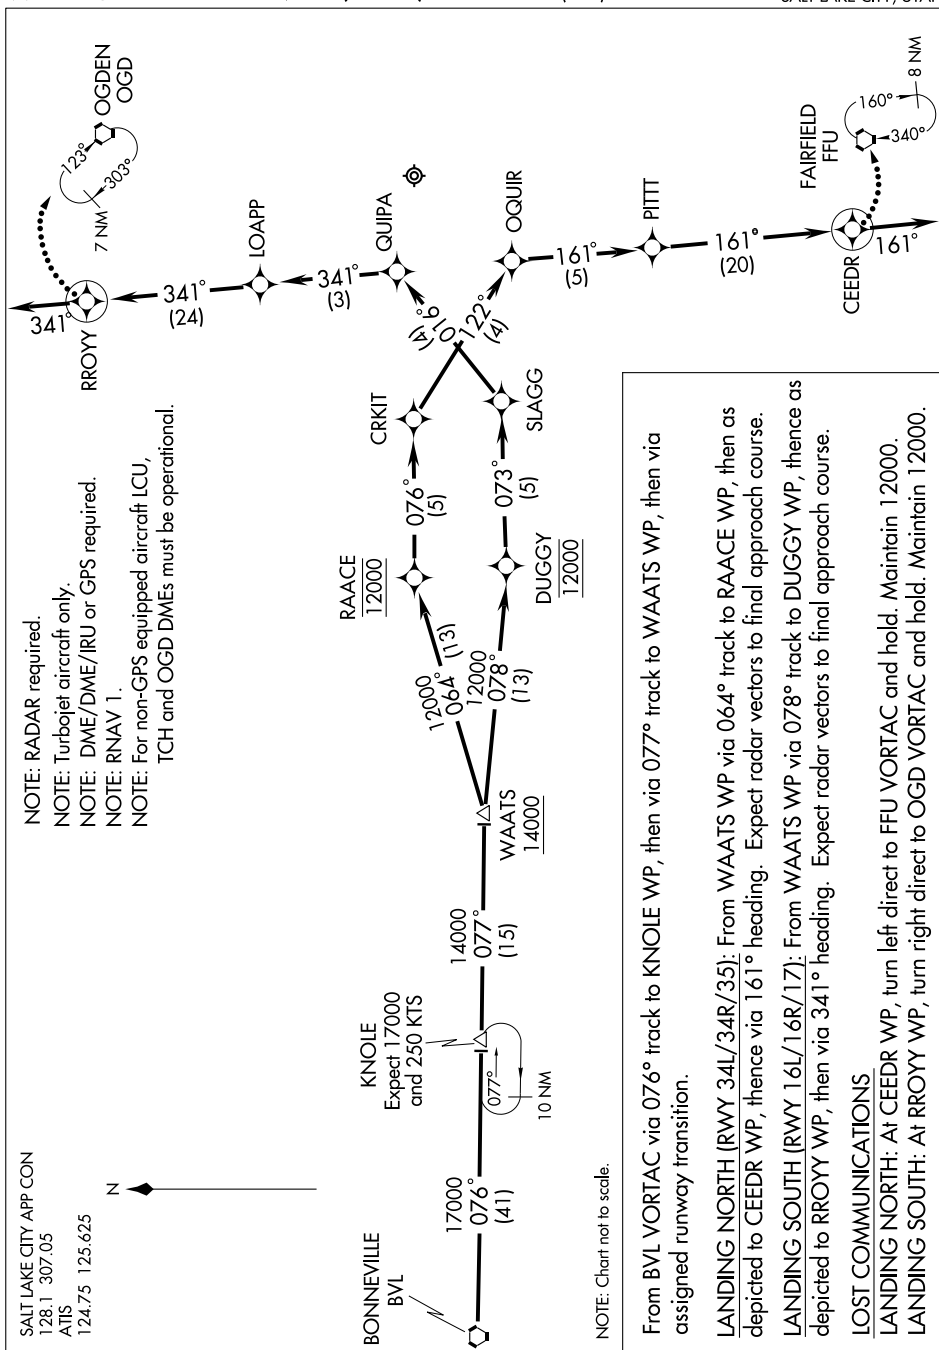 SALT LAKE CITY APP CON
128.1 307.05
ATIS
124.75 125.625
N
NOTE: RADAR required.
NOTE: Turbojet aircraft only.
NOTE: DME/DME/IRU or GPS required.
NOTE: RNAV 1.
NOTE: For non-GPS equipped aircraft LCU,
TCH and OGD DMEs must be operational.
BONNEVILLE
BVL
17000
076°
(41)
KNOLE
Expect 17000
and 250 KTS
077°
10 NM
14000
077°
(15)
WAATS
14000
12000
064°
(13)
12000
078°
(13)
RAACE
12000
076°
(5)
CRKIT
122°
(4)
DUGGY
12000
073°
(5)
SLAGG
016°
(4)
QUIPA
341°
(3)
LOAPP
341°
(24)
RROYY
341°
OGDEN
OGD
123°
303°
7 NM
OQUIR
161°
(5)
PITTT
161°
(20)
CEEDR
161°
FAIRFIELD
FFU
160°
340°
8 NM
NOTE: Chart not to scale.
From BVL VORTAC via 076° track to KNOLE WP, then via 077° track to WAATS WP, then via
assigned runway transition.
LANDING NORTH (RWY 34L/34R/35): From WAATS WP via 064° track to RAACE WP, then as
depicted to CEEDR WP, thence via 161° heading. Expect radar vectors to final approach course.
LANDING SOUTH (RWY 16L/16R/17): From WAATS WP via 078° track to DUGGY WP, thence as
depicted to RROYY WP, then via 341° heading. Expect radar vectors to final approach course.
LOST COMMUNICATIONS
LANDING NORTH: At CEEDR WP, turn left direct to FFU VORTAC and hold. Maintain 12000.
LANDING SOUTH: At RROYY WP, turn right direct to OGD VORTAC and hold. Maintain 12000.